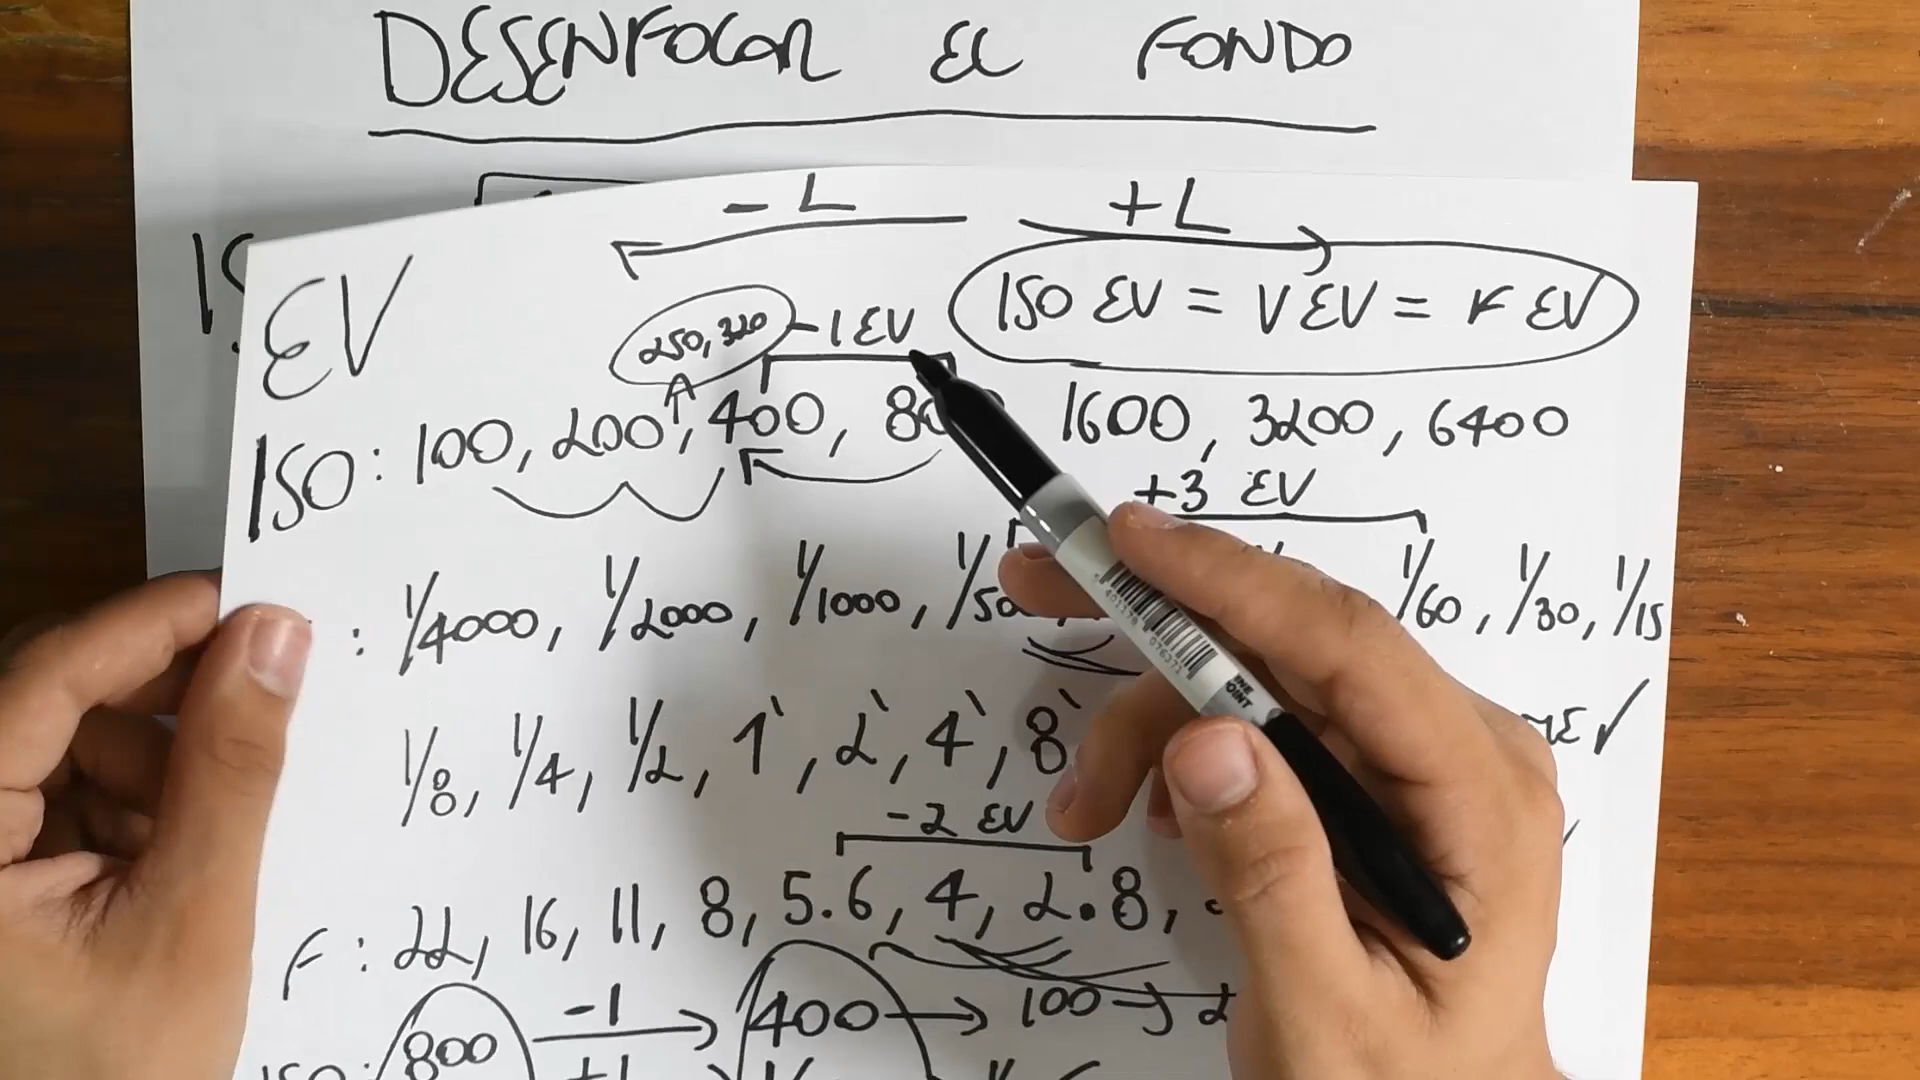 DESENFOCAR EL FONDO
- L +L
EV
250, 320 - 1 EV
ISO EV = V EV = F EV
ISO: 100, 200, 400, 1600, 3200, 6400
+3 EV
: 1/4000, 1/2000, 1/1000, 1/60, 1/30, 1/15
1/8, 1/4, 1/2, 1`, 2`, 4`, 8`
- 2 EV
F: 22, 16, 11, 8, 5.6, 4, 2.8,
-1
800 400 → 100 →